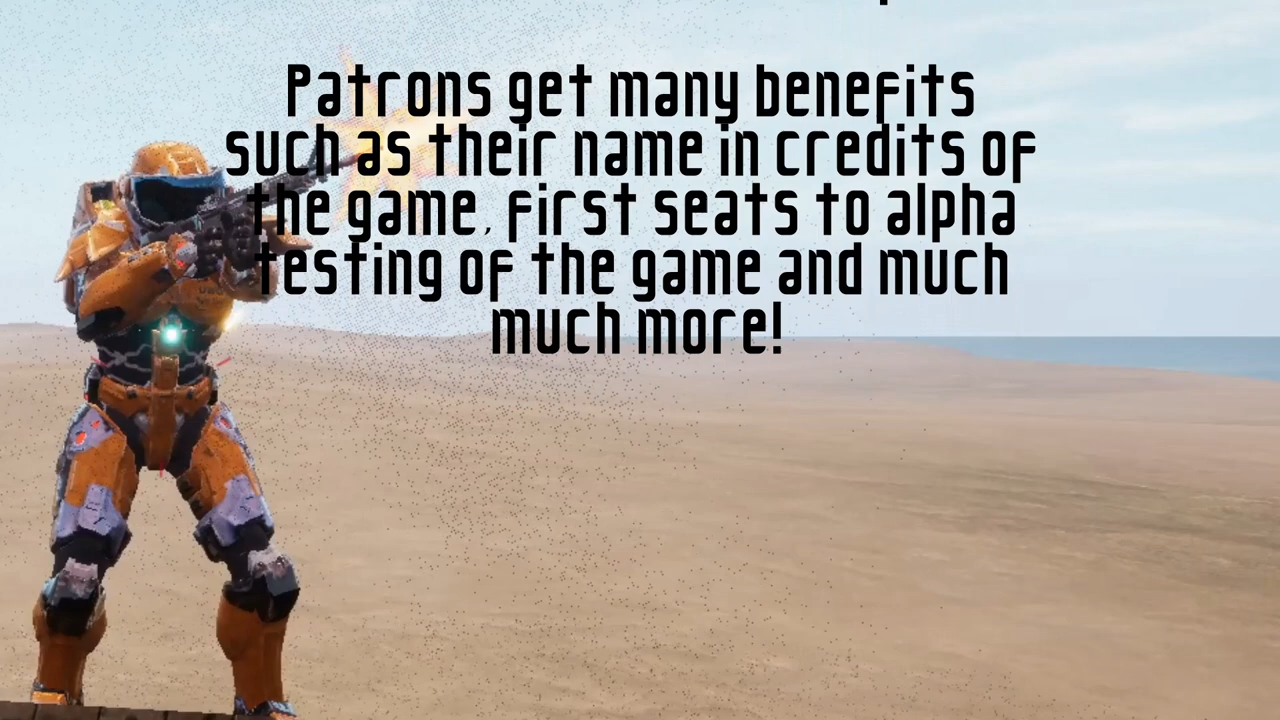 Patrons get many benefits
such as their name in credits of
the game, first seats to alpha
testing of the game and much
much more!